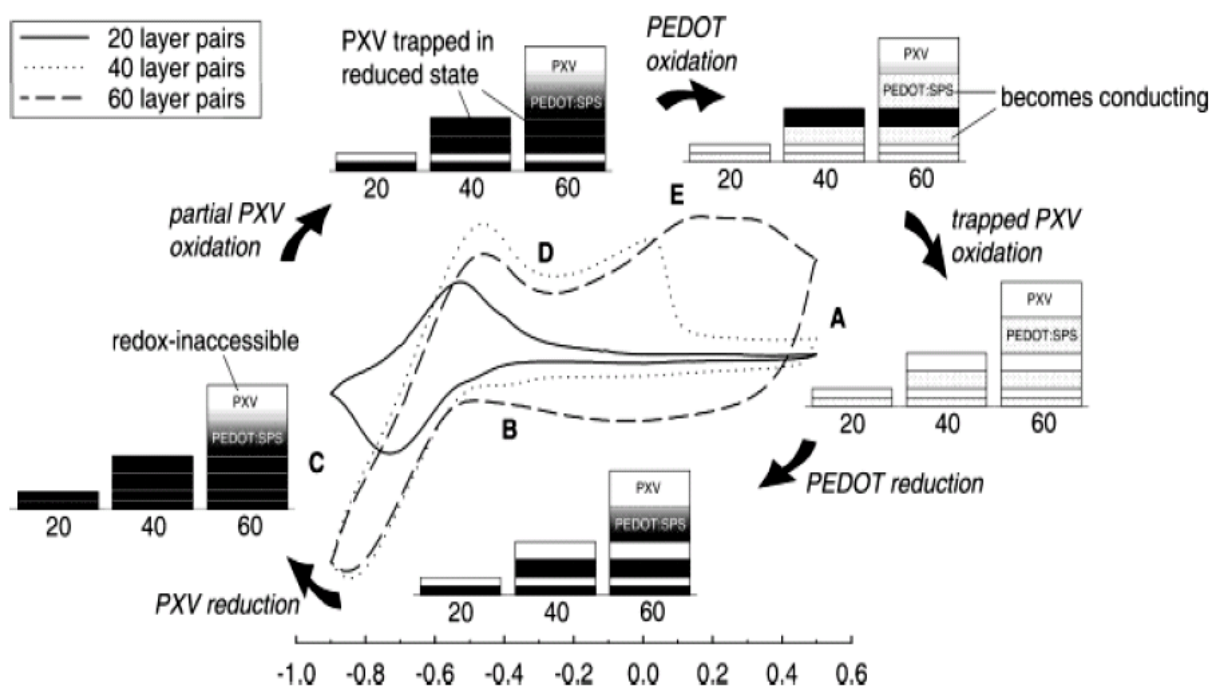 20 layer pairs
40 layer pairs
60 layer pairs
PXV trapped in
reduced state
PXV
PEDOT:SPS
20
40
60
PEDOT
oxidation
PXV
PEDOT:SPS
becomes conducting
20
40
60
partial PXV
oxidation
E
trapped PXV
oxidation
D
A
PXV
PEDOT:SPS
20
40
60
redox-inaccessible
PXV
PEDOT:SPS
C
20
40
60
B
PEDOT reduction
PXV
PEDOT:SPS
20
40
60
PXV reduction
-1.0 -0.8 -0.6 -0.4 -0.2 0.0 0.2 0.4 0.5 0.6